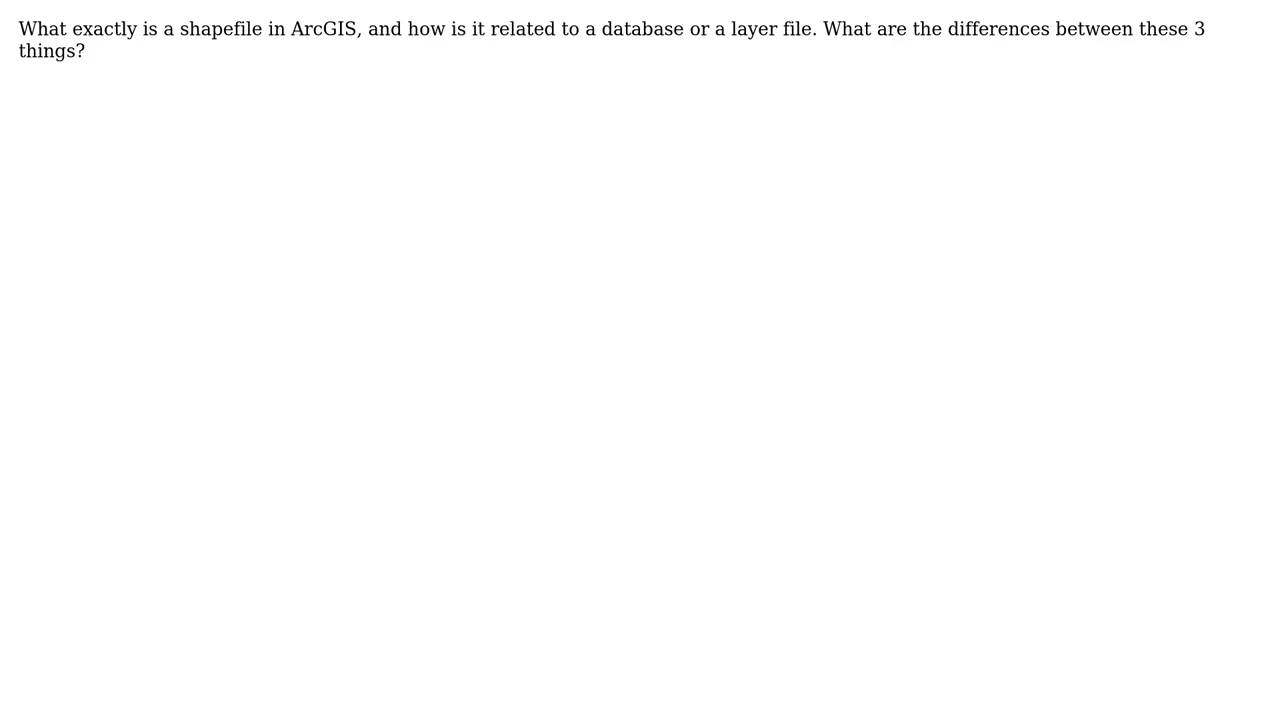 What exactly is a shapefile in ArcGIS, and how is it related to a database or a layer file. What are the differences between these 3
things?